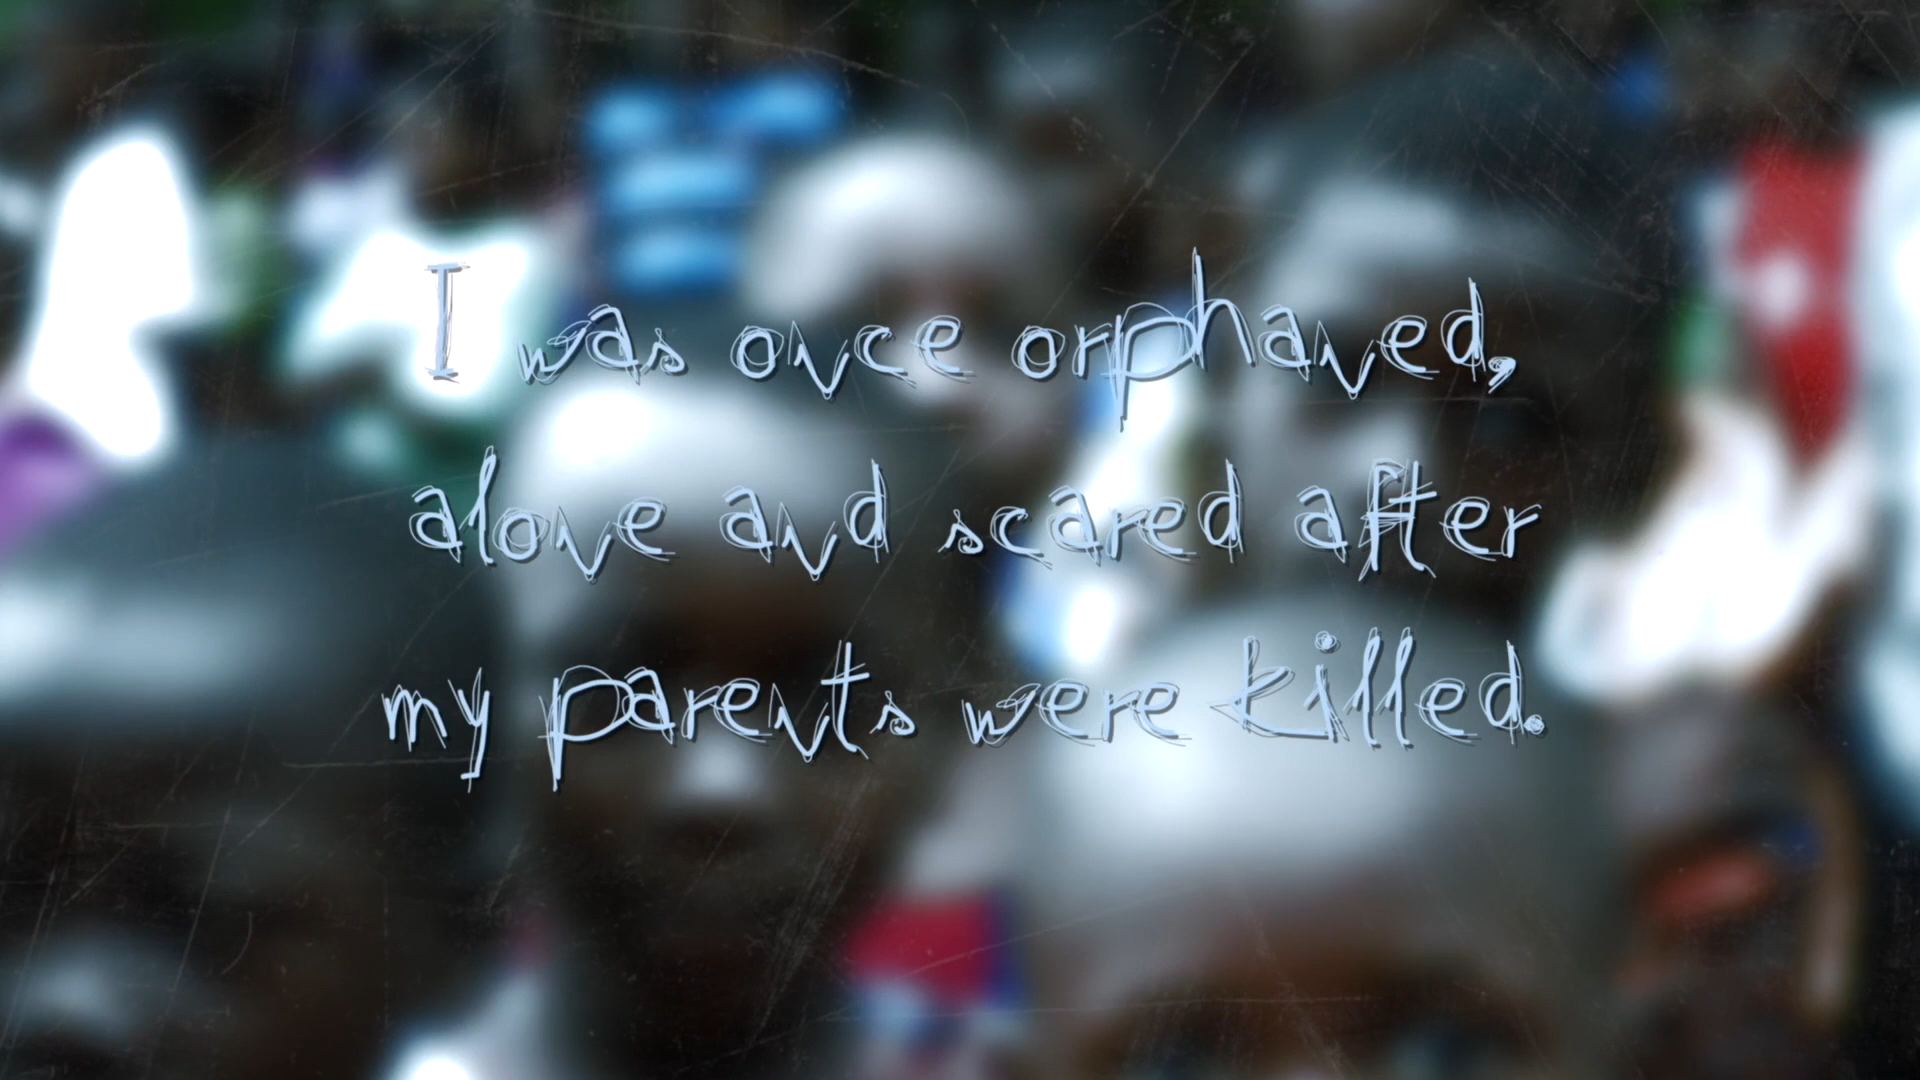 I was once orphaned,
alone and scared after
my parents were killed.